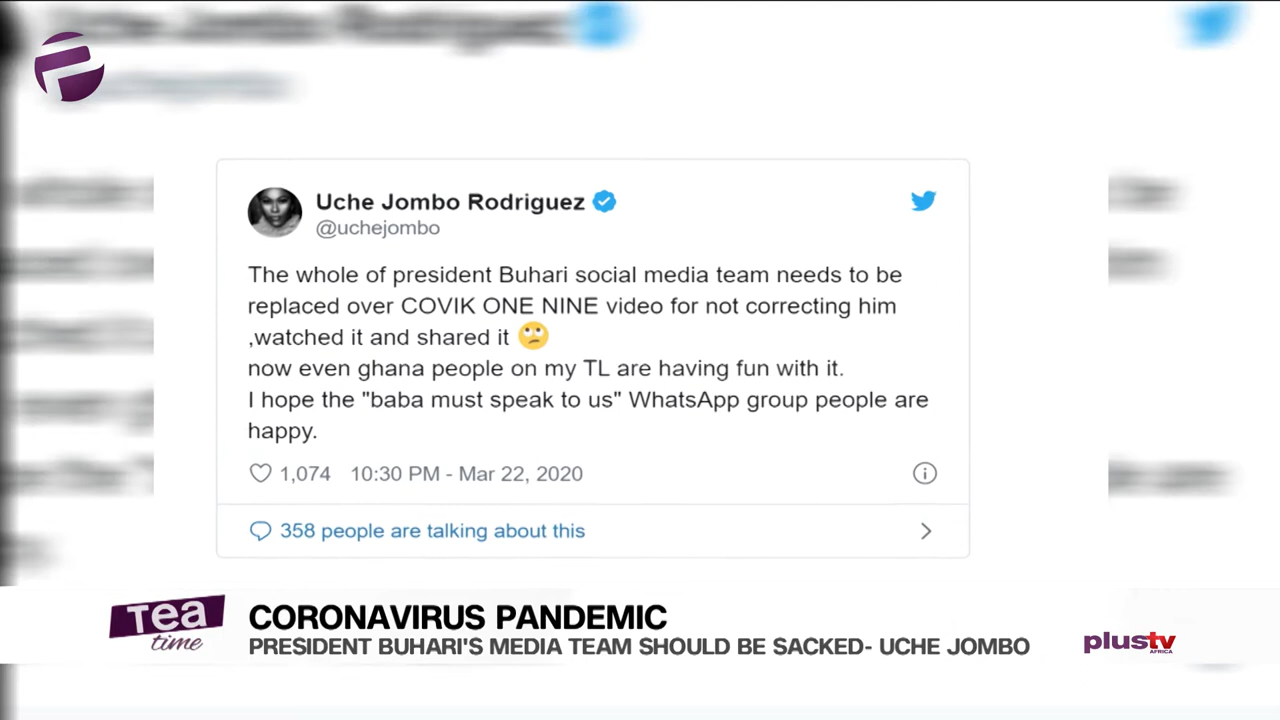 Uche Jombo Rodriguez
Uche Jombo Rodriguez
@uchejombo
The whole of president Buhari social media team needs to be
replaced over COVIK ONE NINE video for not correcting him
,watched it and shared it 🙄
now even ghana people on my TL are having fun with it.
I hope the "baba must speak to us" WhatsApp group people are
happy.
1,074 10:30 PM - Mar 22, 2020
358 people are talking about this
Tea
time
CORONAVIRUS PANDEMIC
PRESIDENT BUHARI'S MEDIA TEAM SHOULD BE SACKED- UCHE JOMBO
plustv
AFRICA